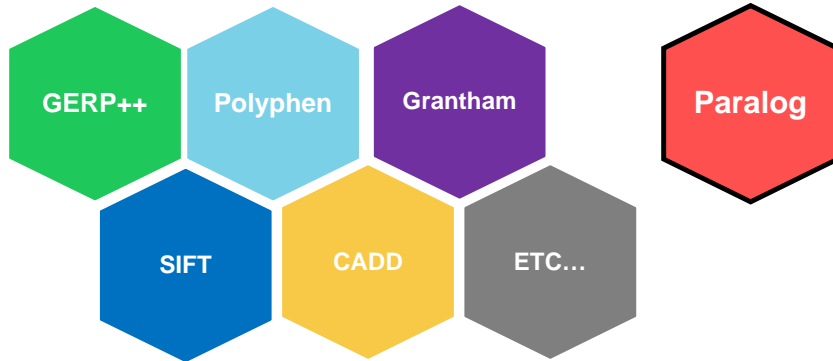 GERP++
Polyphen
Grantham
Paralog
SIFT
CADD
ETC...